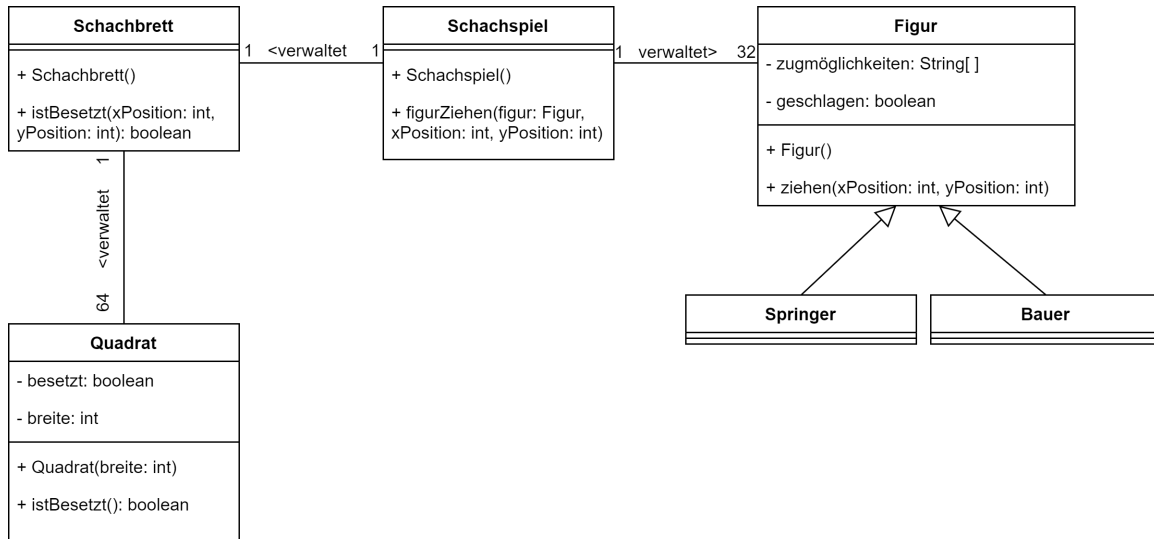 Schachbrett
+ Schachbrett()
+ istBesetzt(xPosition: int,
yPosition: int): boolean
1 <verwaltet 1
Schachspiel
+ Schachspiel()
+ figurZiehen(figur: Figur,
xPosition: int, yPosition: int)
1 verwaltet> 32
Figur
- zugmöglichkeiten: String[ ]
- geschlagen: boolean
+ Figur()
+ ziehen(xPosition: int, yPosition: int)
64 <verwaltet 1
Springer
Bauer
Quadrat
- besetzt: boolean
- breite: int
+ Quadrat(breite: int)
+ istBesetzt(): boolean